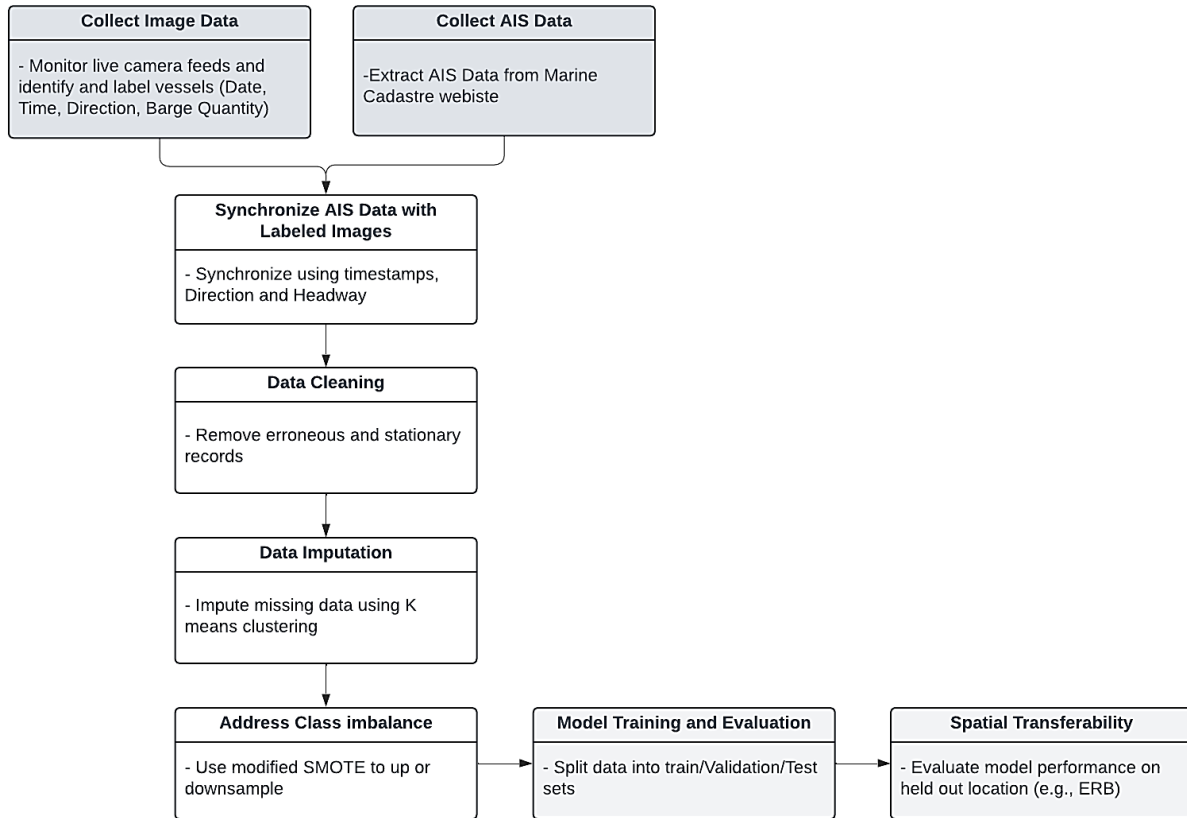 Collect Image Data
- Monitor live camera feeds and
identify and label vessels (Date,
Time, Direction, Barge Quantity)
Collect AIS Data
-Extract AIS Data from Marine
Cadastre webiste
Synchronize AIS Data with
Labeled Images
- Synchronize using timestamps,
Direction and Headway
Data Cleaning
- Remove erroneous and stationary
records
Data Imputation
- Impute missing data using K
means clustering
Address Class imbalance
- Use modified SMOTE to up or
downsample
Model Training and Evaluation
- Split data into train/Validation/Test
sets
Spatial Transferability
- Evaluate model performance on
held out location (e.g., ERB)